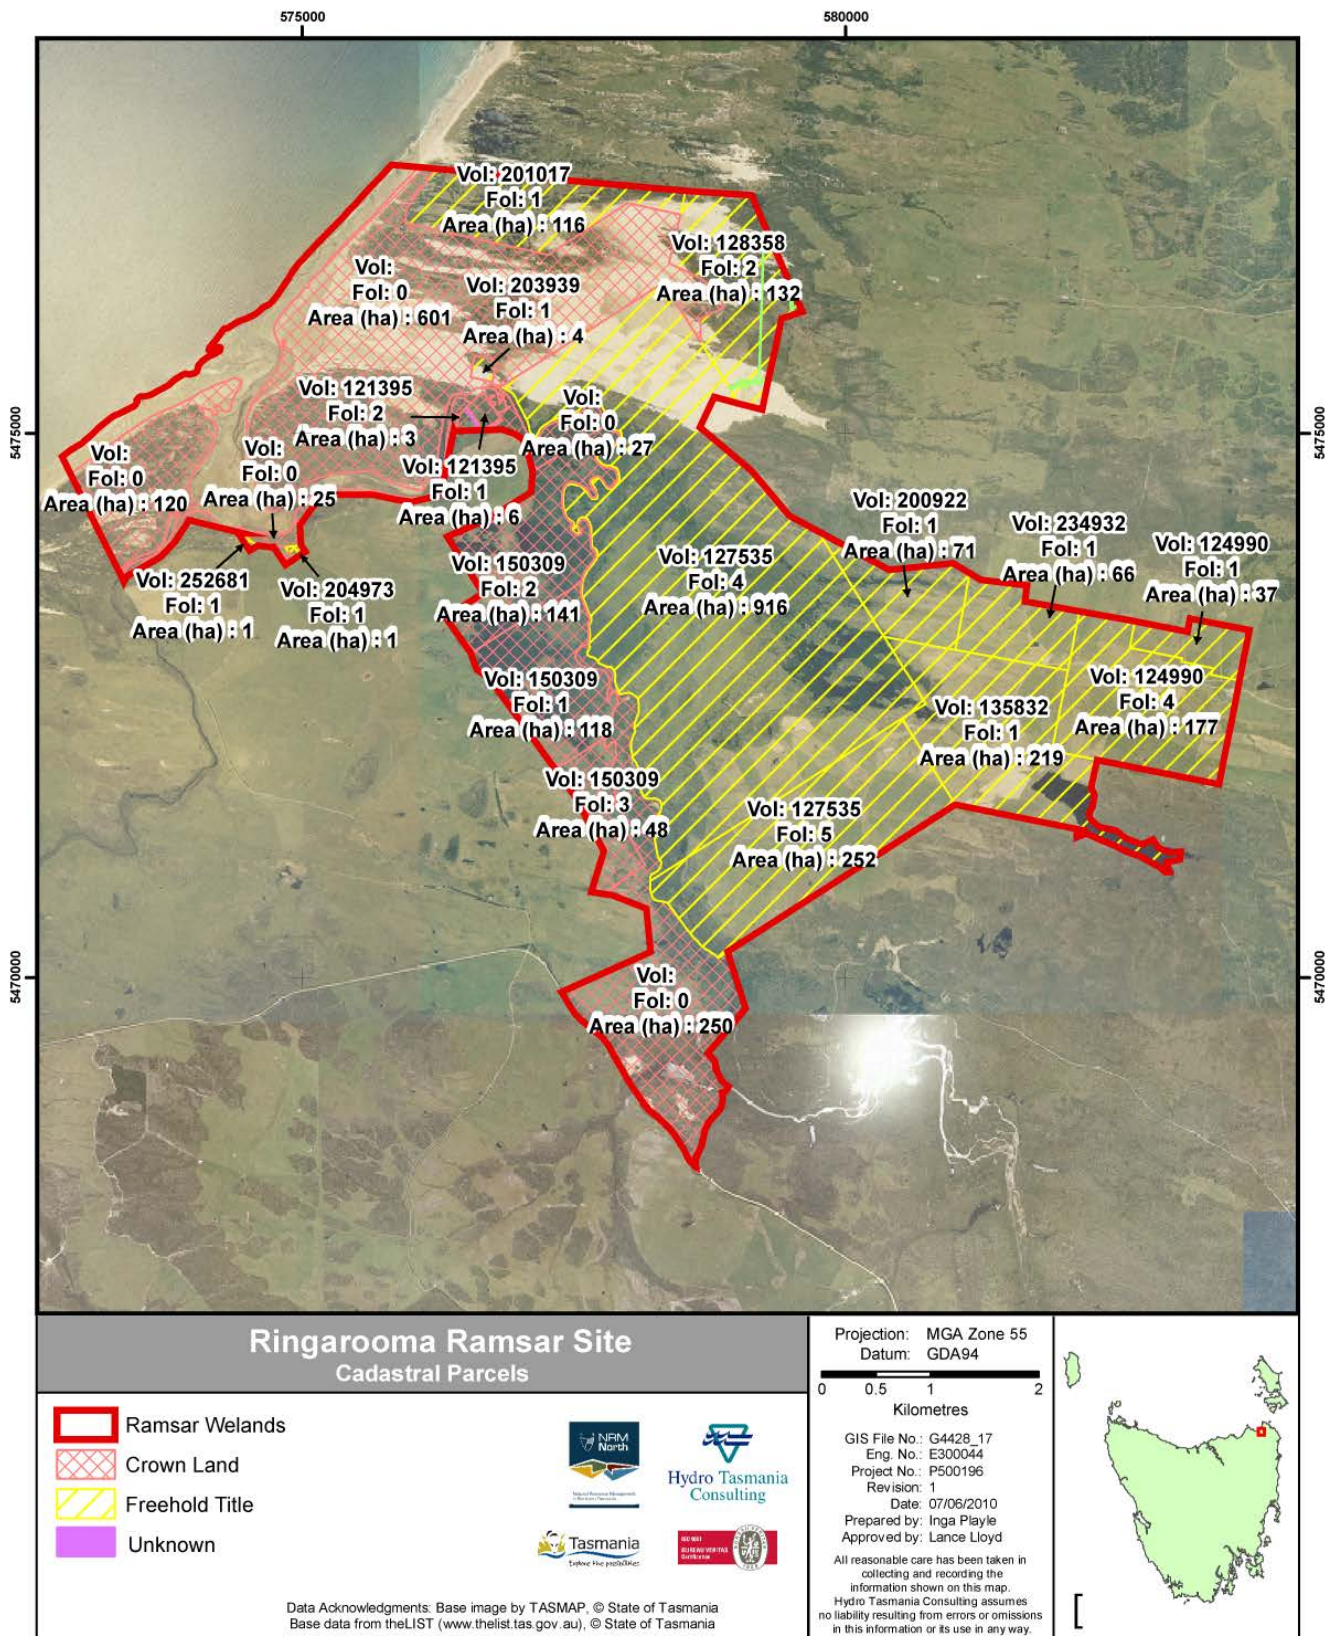 575000
580000
Vol: 201017
Fol: 1
Area (ha) : 116
Vol: 128358
Fol: 2
Area (ha) : 132
Vol:
Fol: 0
Area (ha) : 601
Vol: 203939
Fol: 1
Area (ha) : 4
Vol: 121395
Fol: 2
Area (ha) : 3
Vol:
Fol: 0
Area (ha) : 27
5475000
5475000
Vol:
Fol: 0
Area (ha) : 120
Vol:
Fol: 0
Area (ha) : 25
Vol: 121395
Fol: 1
Area (ha) : 6
Vol: 200922
Fol: 1
Area (ha) : 71
Vol: 234932
Fol: 1
Area (ha) : 66
Vol: 124990
Fol: 1
Area (ha) : 37
Vol: 252681
Fol: 1
Area (ha) : 1
Vol: 204973
Fol: 1
Area (ha) : 1
Vol: 150309
Fol: 2
Area (ha) : 141
Vol: 127535
Fol: 4
Area (ha) : 916
Vol: 150309
Fol: 1
Area (ha) : 118
Vol: 135832
Fol: 1
Area (ha) : 219
Vol: 124990
Fol: 4
Area (ha) : 177
Vol: 150309
Fol: 3
Area (ha) : 48
Vol: 127535
Fol: 5
Area (ha) : 252
5470000
5470000
Vol:
Fol: 0
Area (ha) : 250
Ringarooma Ramsar Site
Cadastral Parcels
Ramsar Welands
Crown Land
Freehold Title
Unknown
NRM
North
Hydro Tasmania
Consulting
Tasmania
Explore the possibilities
ISO 9001
BUREAU VERITAS
Certification
Data Acknowledgments: Base image by TASMAP, © State of Tasmania
Base data from theLIST (www.thelist.tas.gov.au), © State of Tasmania
Projection: MGA Zone 55
Datum: GDA94
0 0.5 1 2
Kilometres
GIS File No.: G4428_17
Eng. No.: E300044
Project No.: P500196
Revision: 1
Date: 07/06/2010
Prepared by: Inga Playle
Approved by: Lance Lloyd
All reasonable care has been taken in
collecting and recording the
information shown on this map.
Hydro Tasmania Consulting assumes
no liability resulting from errors or omissions
in this information or its use in any way.
[